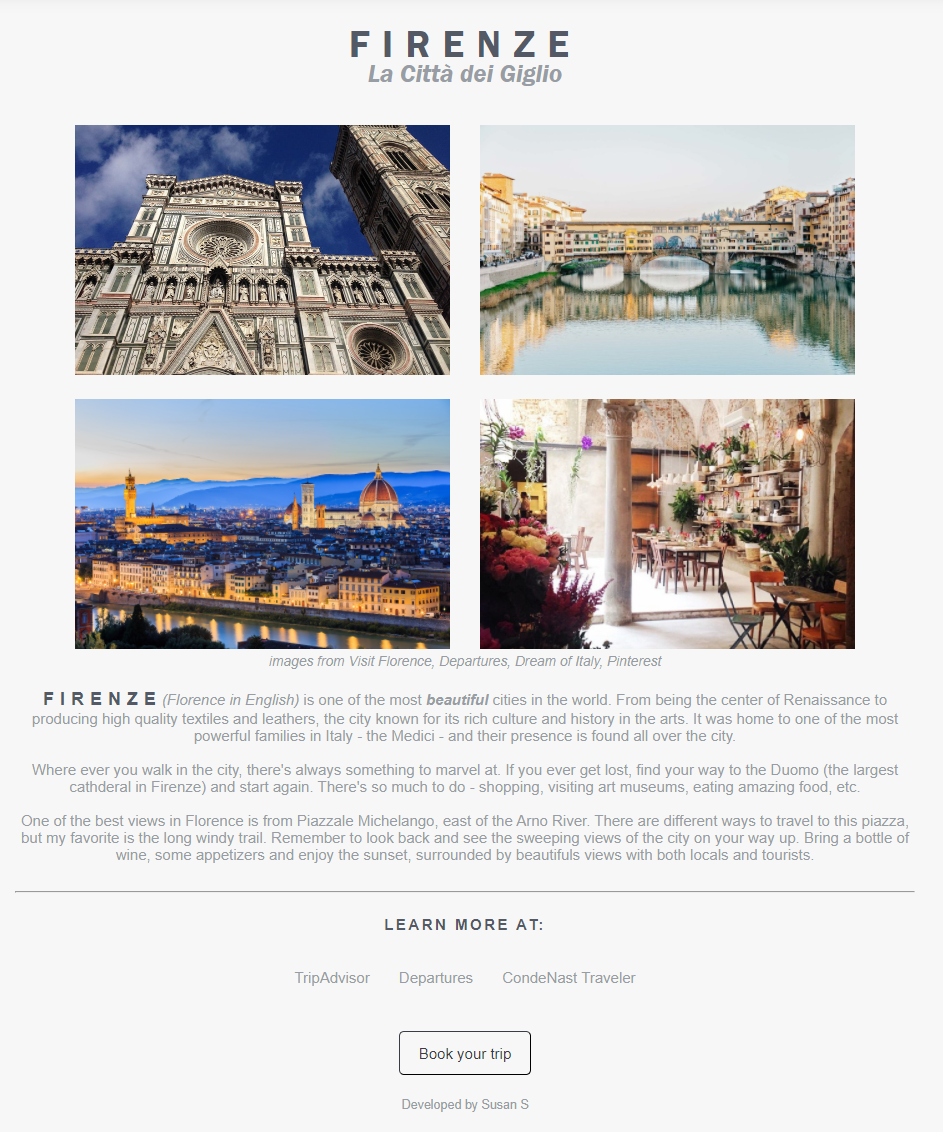 FIRENZE
La Città dei Giglio
images from Visit Florence, Departures, Dream of Italy, Pinterest
FIRENZE (Florence in English) is one of the most beautiful cities in the world. From being the center of Renaissance to
producing high quality textiles and leathers, the city known for its rich culture and history in the arts. It was home to one of the most
powerful families in Italy - the Medici - and their presence is found all over the city.
Where ever you walk in the city, there's always something to marvel at. If you ever get lost, find your way to the Duomo (the largest
cathderal in Firenze) and start again. There's so much to do - shopping, visiting art museums, eating amazing food, etc.
One of the best views in Florence is from Piazzale Michelango, east of the Arno River. There are different ways to travel to this piazza,
but my favorite is the long windy trail. Remember to look back and see the sweeping views of the city on your way up. Bring a bottle of
wine, some appetizers and enjoy the sunset, surrounded by beautifuls views with both locals and tourists.
LEARN MORE AT:
TripAdvisor Departures CondeNast Traveler
Book your trip
Developed by Susan S